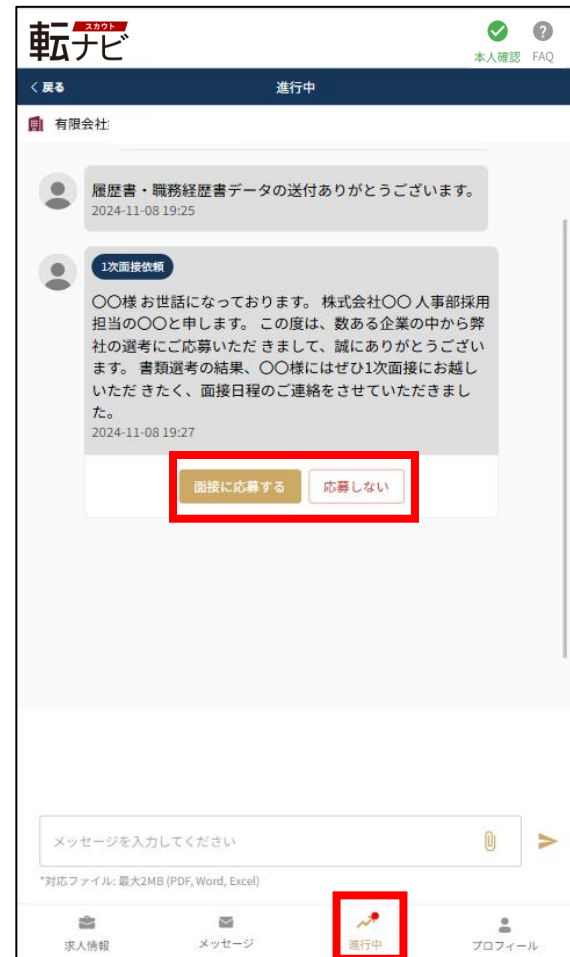 スカウト
転ナビ
本人確認 FAQ
< 戻る 進行中
有限会社
履歴書・職務経歴書データの送付ありがとうございます。
2024-11-08 19:25
1次面接依頼
〇〇様 お世話になっております。 株式会社〇〇 人事部採用
担当の〇〇と申します。 この度は、数ある企業の中から弊
社の選考にご応募いただ きまして、誠にありがとうござい
ます。 書類選考の結果、〇〇様にはぜひ1次面接にお越し
いただ きたく、面接日程のご連絡をさせていただきまし
た。
2024-11-08 19:27
面接に応募する 応募しない
メッセージを入力してください
*対応ファイル: 最大2MB (PDF, Word, Excel)
求人情報 メッセージ 進行中 プロフィール